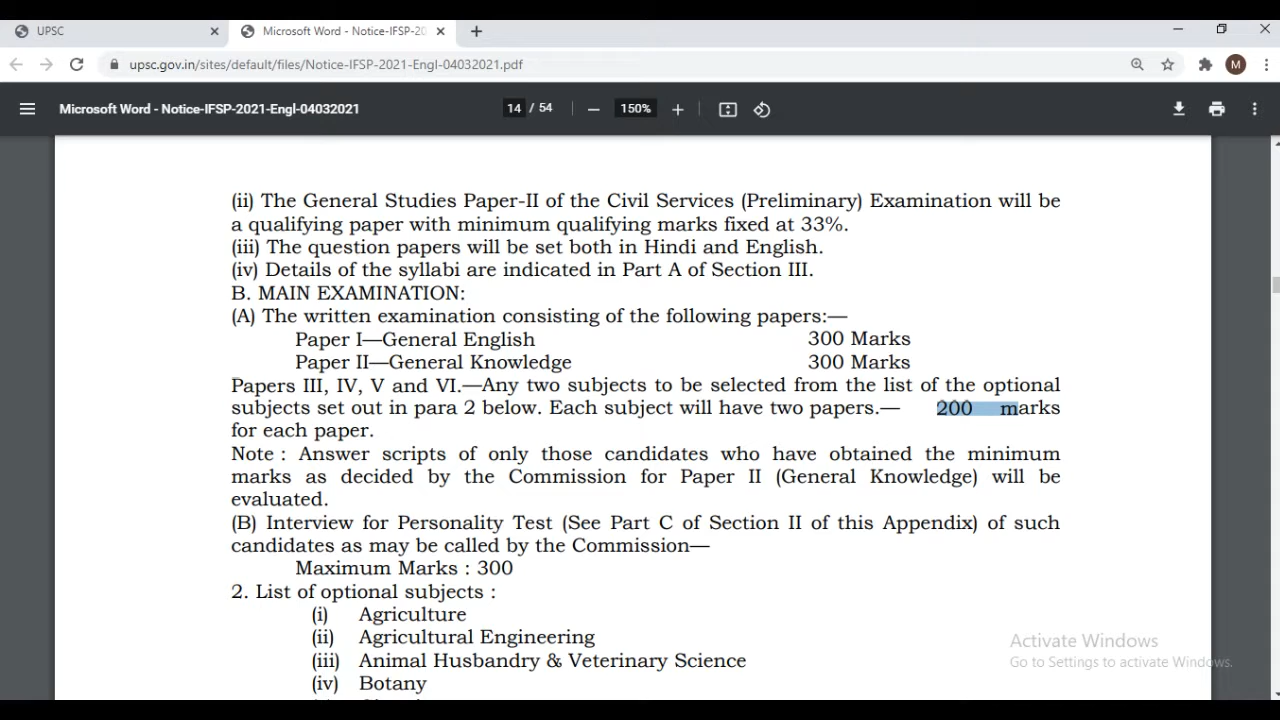 UPSC
Microsoft Word - Notice-IFSP-20
upsc.gov.in/sites/default/files/Notice-IFSP-2021-Engl-04032021.pdf
M
Microsoft Word - Notice-IFSP-2021-Engl-04032021
14 / 54
150%
(ii) The General Studies Paper-II of the Civil Services (Preliminary) Examination will be
a qualifying paper with minimum qualifying marks fixed at 33%.
(iii) The question papers will be set both in Hindi and English.
(iv) Details of the syllabi are indicated in Part A of Section III.
B. MAIN EXAMINATION:
(A) The written examination consisting of the following papers:—
Paper I—General English 300 Marks
Paper II—General Knowledge 300 Marks
Papers III, IV, V and VI.—Any two subjects to be selected from the list of the optional
subjects set out in para 2 below. Each subject will have two papers.— 200 marks
for each paper.
Note : Answer scripts of only those candidates who have obtained the minimum
marks as decided by the Commission for Paper II (General Knowledge) will be
evaluated.
(B) Interview for Personality Test (See Part C of Section II of this Appendix) of such
candidates as may be called by the Commission—
Maximum Marks : 300
2. List of optional subjects :
(i) Agriculture
(ii) Agricultural Engineering
(iii) Animal Husbandry & Veterinary Science
(iv) Botany
Activate Windows
Go to Settings to activate Windows.